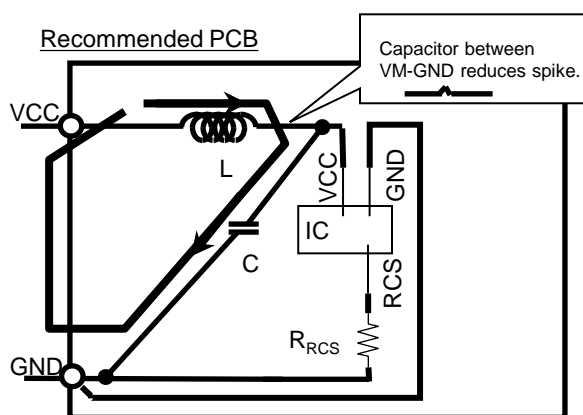 Recommended PCB
Capacitor between
VM-GND reduces spike.
VCC
L
VCC
GND
IC
C
RCS
RRCS
GND